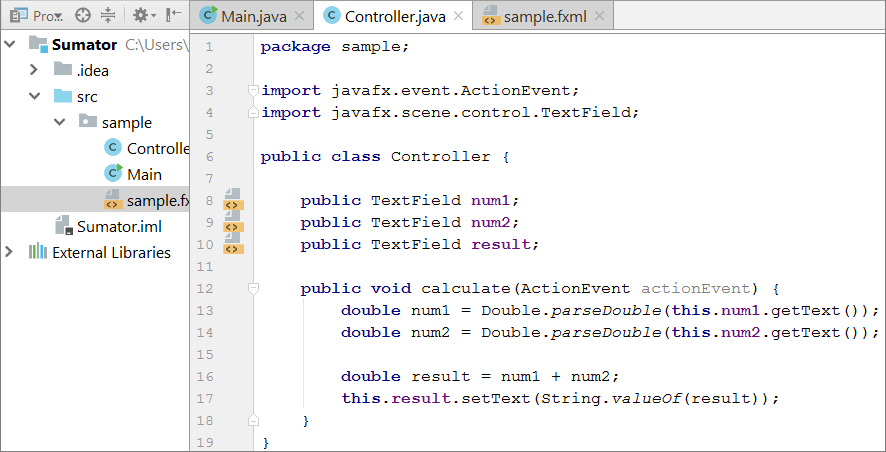 Pro..
Main.java
Controller.java
sample.fxml
Sumator C:\Users\
.idea
src
sample
Controlle
Main
sample.fx
Sumator.iml
External Libraries
1 package sample;
2
3 import javafx.event.ActionEvent;
4 import javafx.scene.control.TextField;
5
6 public class Controller {
7
8 public TextField num1;
9 public TextField num2;
10 public TextField result;
11
12 public void calculate(ActionEvent actionEvent) {
13 double num1 = Double.parseDouble(this.num1.getText());
14 double num2 = Double.parseDouble(this.num2.getText());
15
16 double result = num1 + num2;
17 this.result.setText(String.valueOf(result));
18 }
19 }